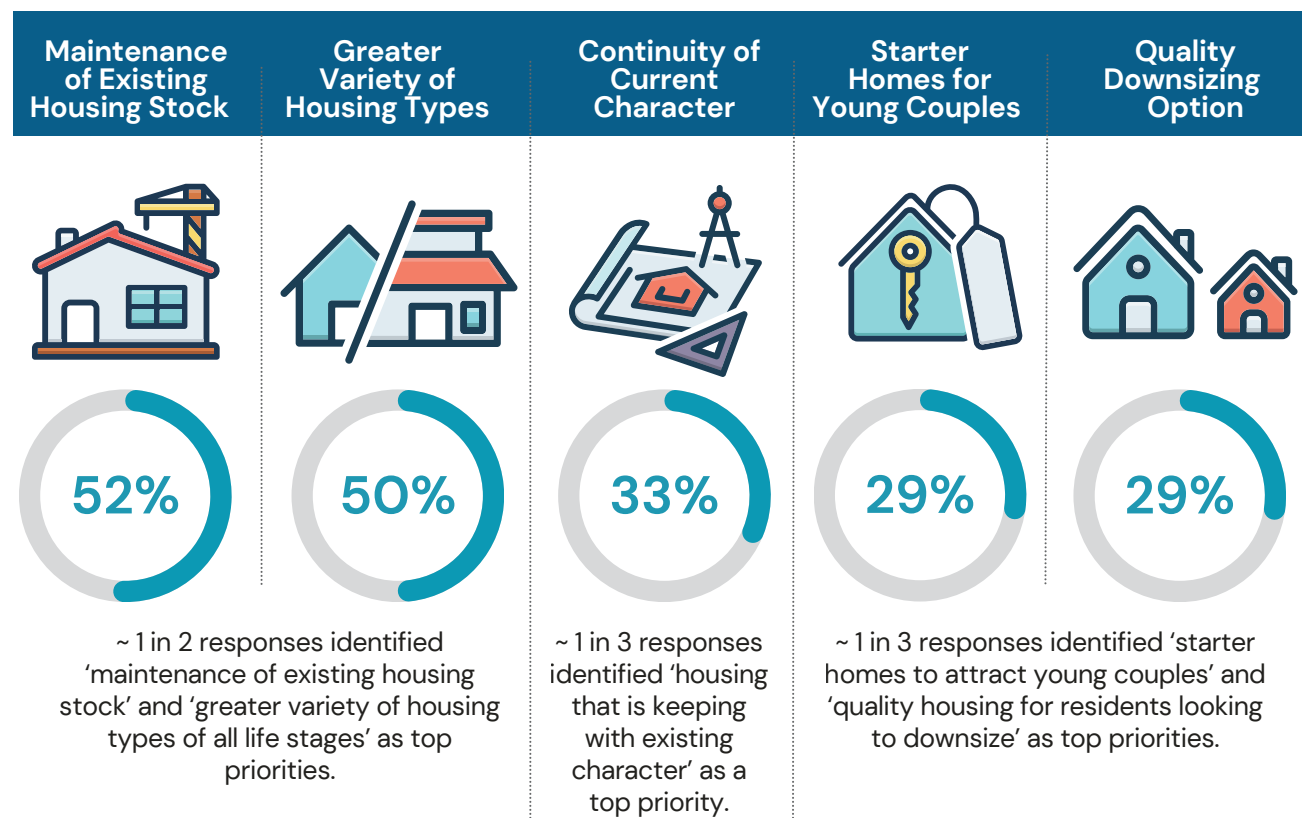 Maintenance
of Existing
Housing Stock
Greater
Variety of
Housing Types
Continuity of
Current
Character
Starter
Homes for
Young Couples
Quality
Downsizing
Option
52%
50%
33%
29%
29%
~ 1 in 2 responses identified
‘maintenance of existing housing
stock’ and ‘greater variety of housing
types of all life stages’ as top
priorities.
~ 1 in 3 responses
identified ‘housing
that is keeping
with existing
character’ as a
top priority.
~ 1 in 3 responses identified ‘starter
homes to attract young couples’ and
‘quality housing for residents looking
to downsize’ as top priorities.